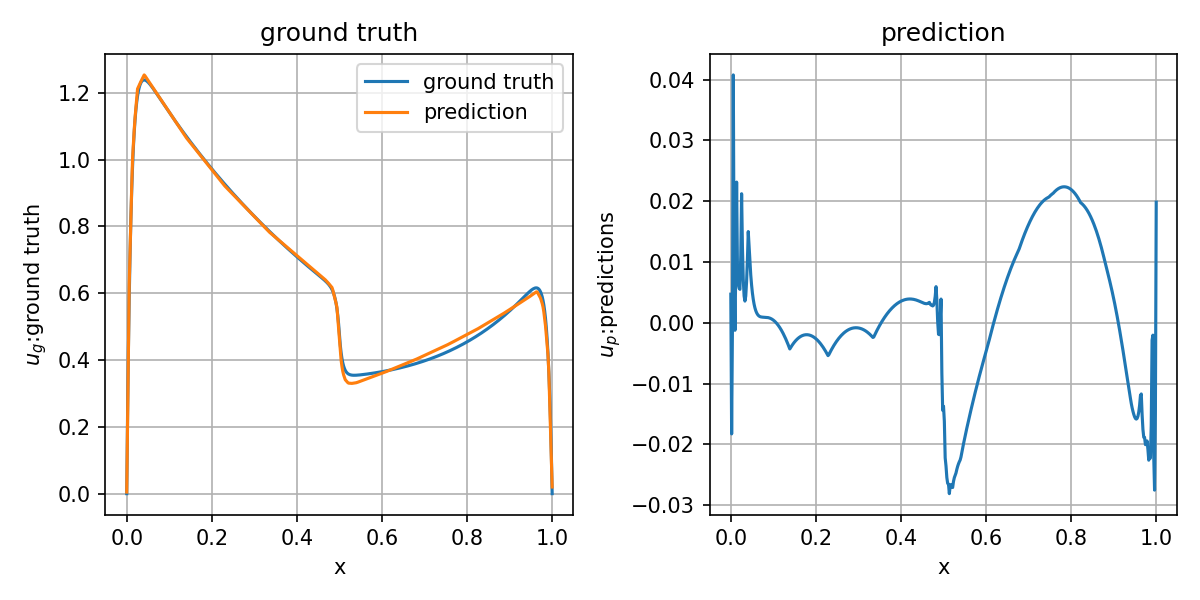 ground truth
prediction
ground truth
prediction
u_g:ground truth
1.2
1.0
0.8
0.6
0.4
0.2
0.0
0.0 0.2 0.4 0.6 0.8 1.0
x
u_p:predictions
0.04
0.03
0.02
0.01
0.00
−0.01
−0.02
−0.03
0.0 0.2 0.4 0.6 0.8 1.0
x